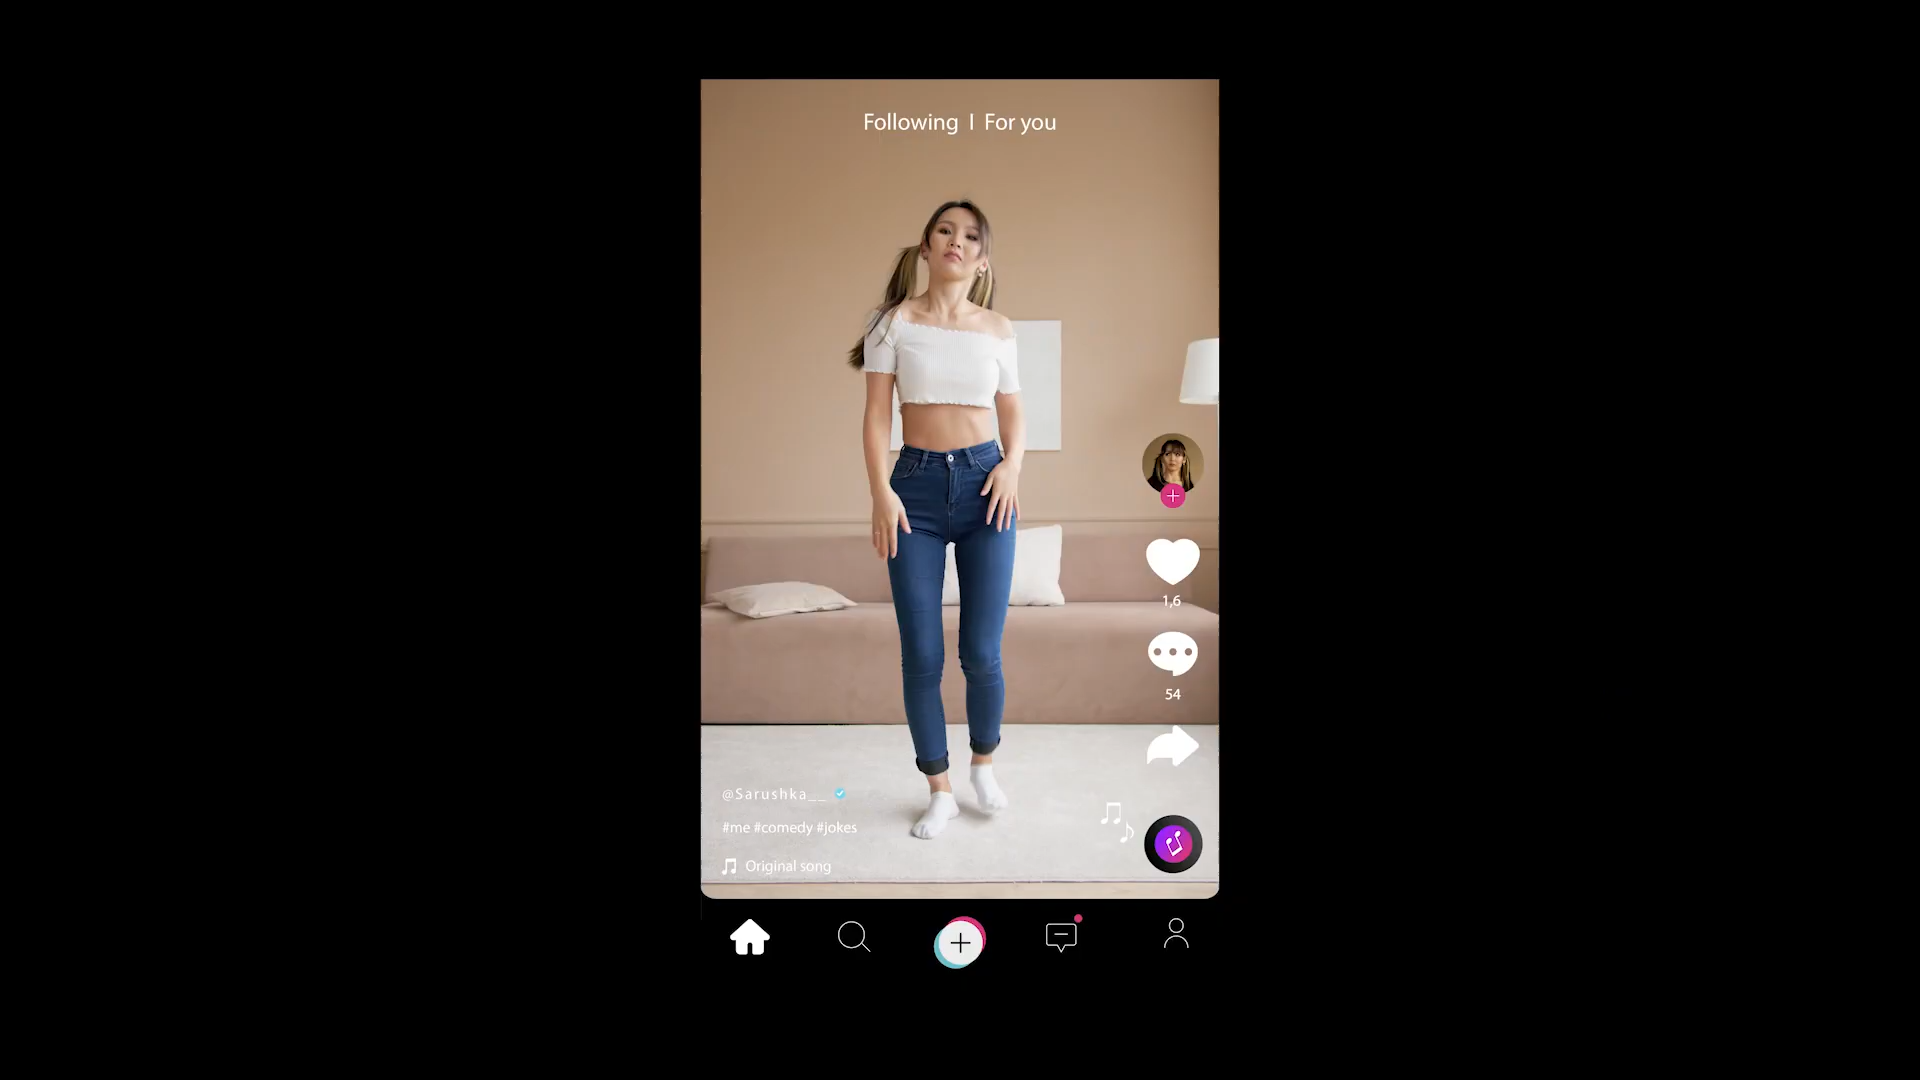 Following | For you
1,6
54
@Sarushka__
#me #comedy #jokes
Original song